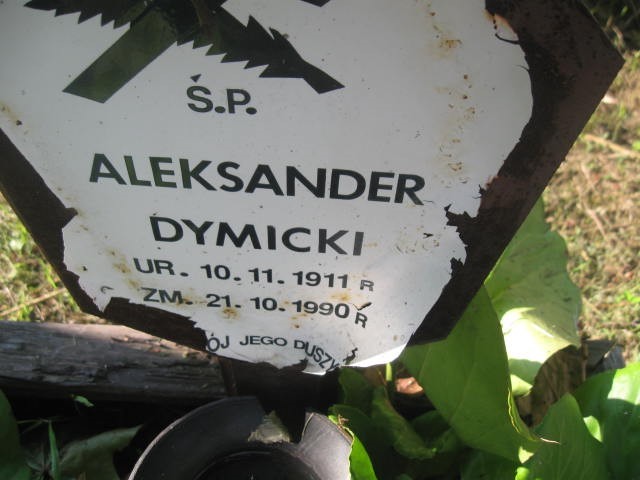 Ś.P.
ALEKSANDER
DYMICKI
UR. 10.11.1911 R
ZM. 21.10.1990 R
JEGO